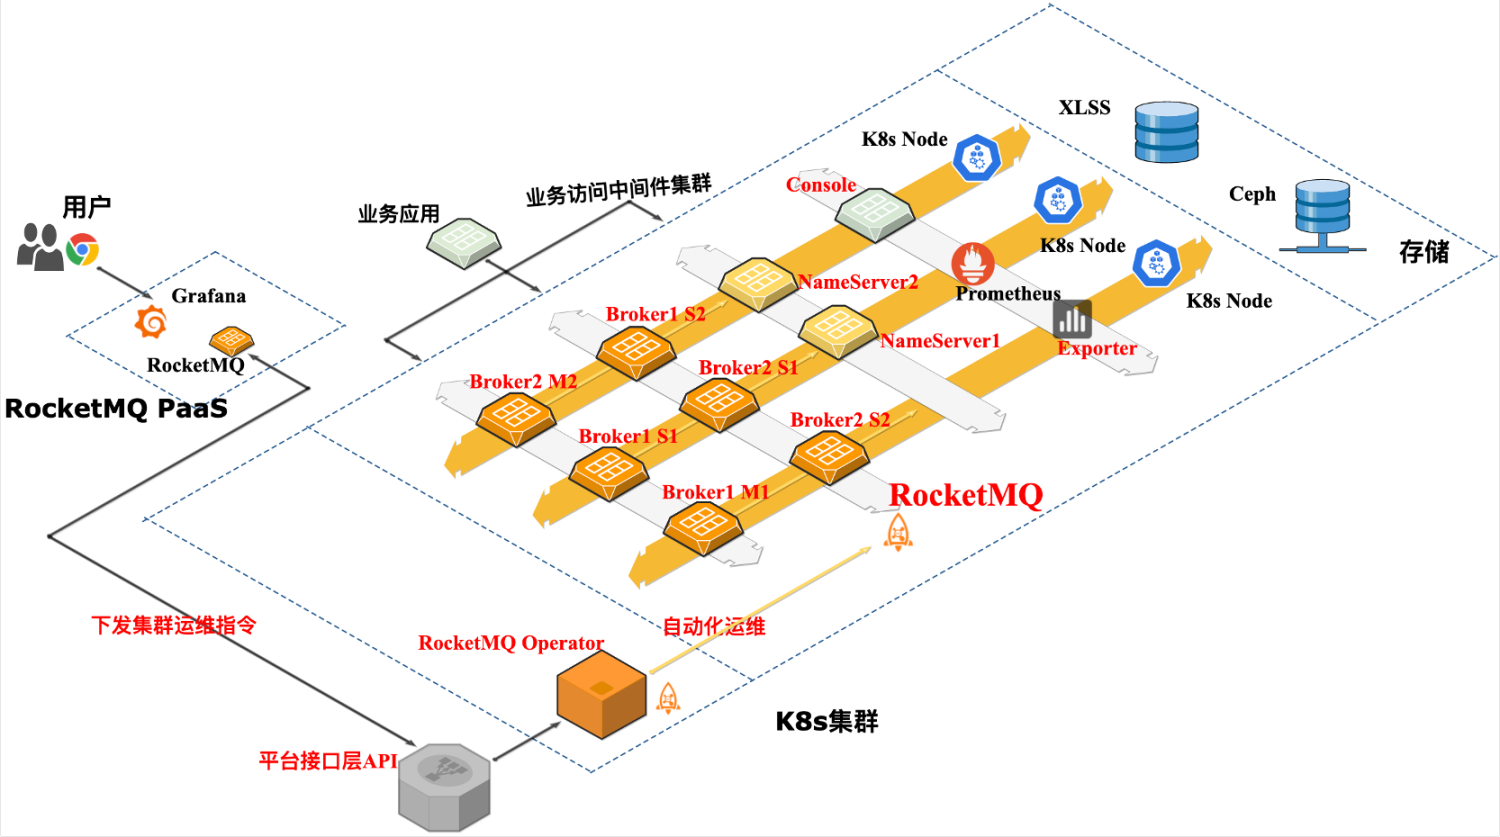 XLSS
K8s Node
Ceph
Console
用户
业务应用
业务访问中间件集群
K8s Node
存储
NameServer2
Prometheus
K8s Node
Grafana
Broker1 S2
NameServer1
Exporter
RocketMQ
Broker2 M2
Broker2 S1
RocketMQ PaaS
Broker1 S1
Broker2 S2
Broker1 M1
RocketMQ
下发集群运维指令
自动化运维
RocketMQ Operator
K8s集群
平台接口层API